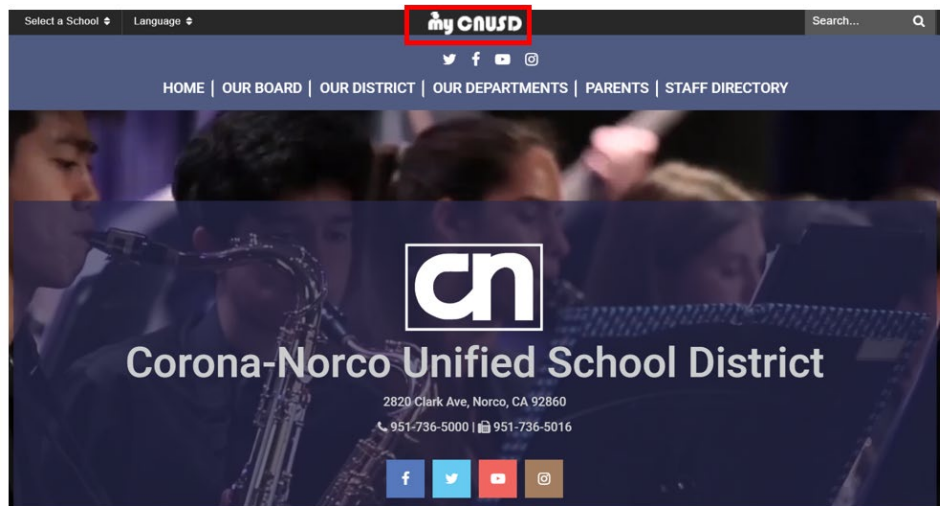 Select a School Language my CNUSD Search...
HOME | OUR BOARD | OUR DISTRICT | OUR DEPARTMENTS | PARENTS | STAFF DIRECTORY
cn
Corona-Norco Unified School District
2820 Clark Ave, Norco, CA 92860
951-736-5000 | 951-736-5016